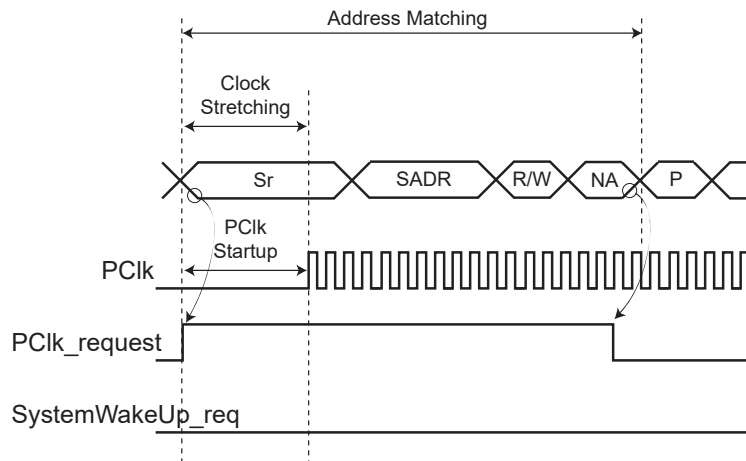 Address Matching
Clock
Stretching
Sr
SADR
R/W
NA
P
PClk
Startup
PClk
PClk_request
SystemWakeUp_req